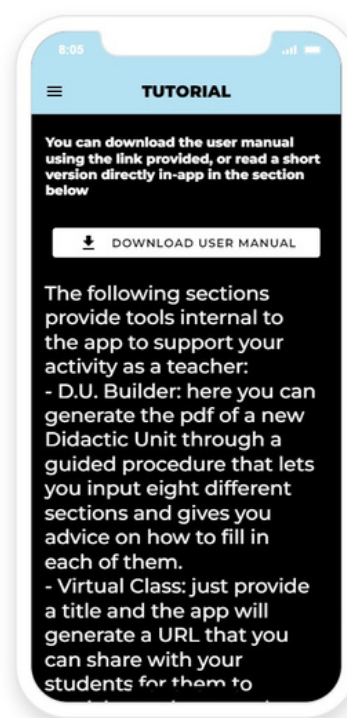 8:05
TUTORIAL
You can download the user manual
using the link provided, or read a short
version directly in-app in the section
below
DOWNLOAD USER MANUAL
The following sections
provide tools internal to
the app to support your
activity as a teacher:
- D.U. Builder: here you can
generate the pdf of a new
Didactic Unit through a
guided procedure that lets
you input eight different
sections and gives you
advice on how to fill in
each of them.
- Virtual Class: just provide
a title and the app will
generate a URL that you
can share with your
students for them to